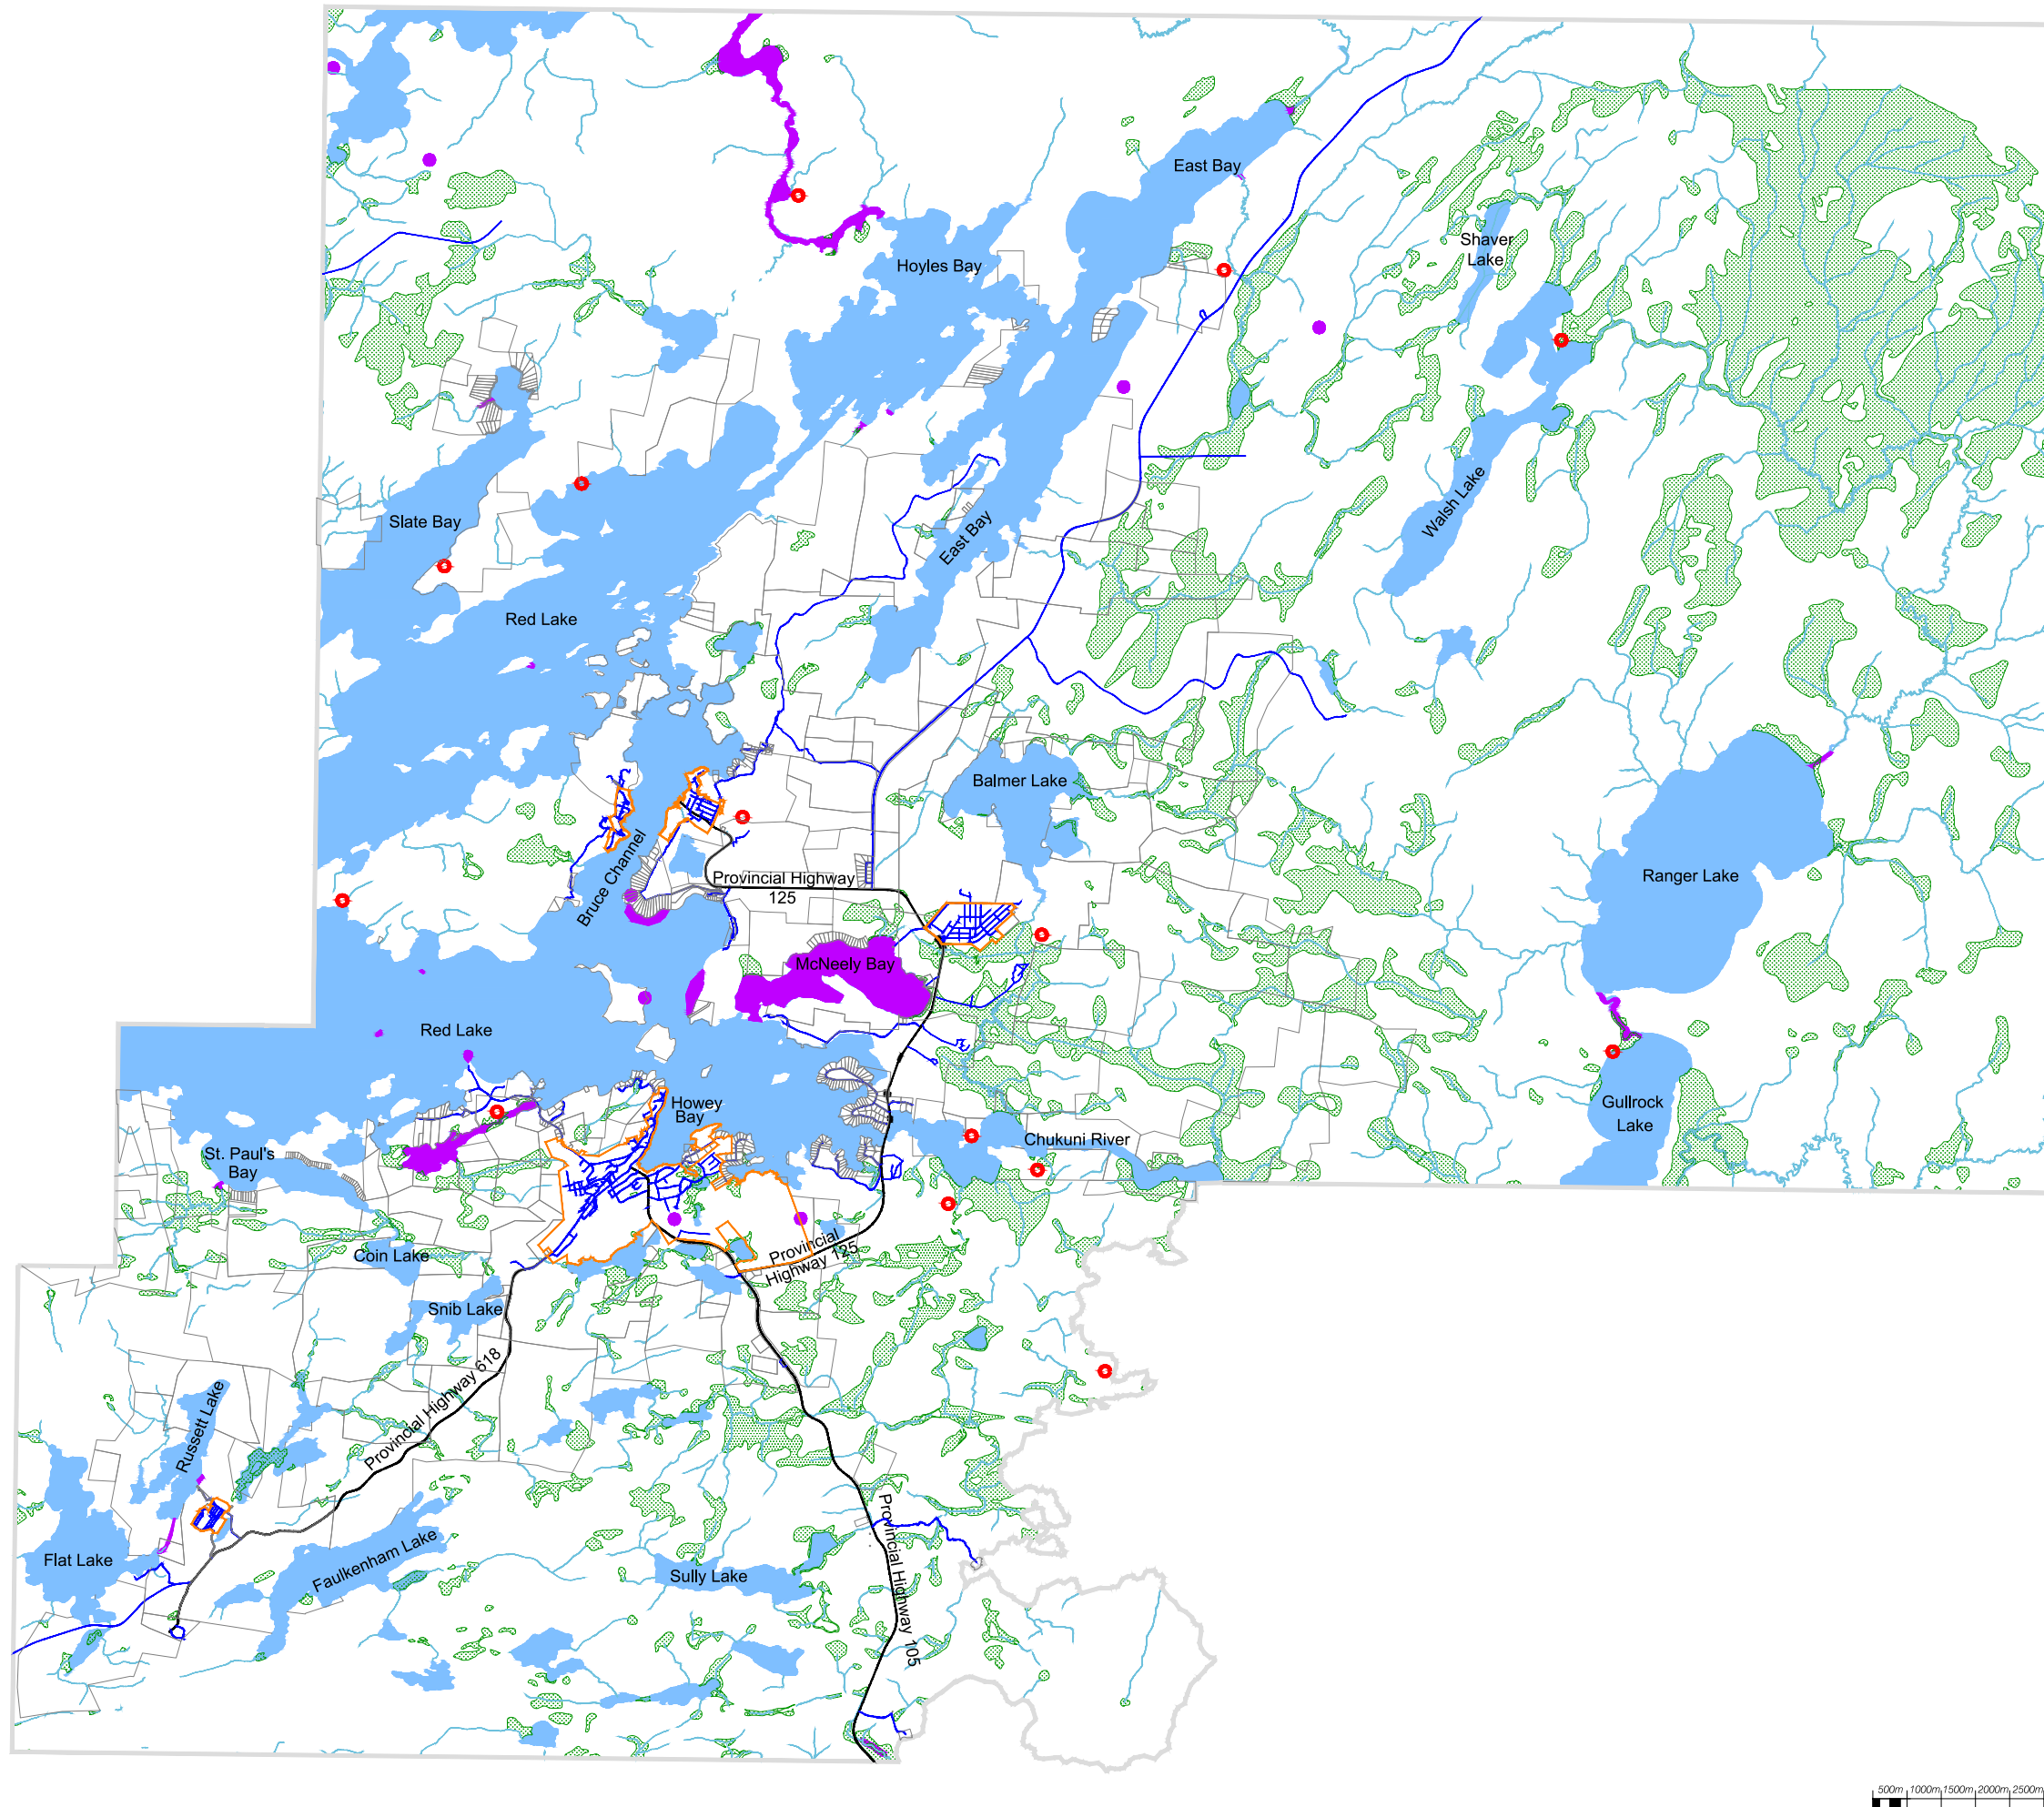 East Bay
Shaver
Lake
Hoyles Bay
Walsh Lake
Slate Bay
East Bay
Red Lake
Balmer Lake
Bruce Channel
Provincial Highway
125
Ranger Lake
McNeely Bay
Red Lake
Howey
Bay
Gullrock
Lake
Chukuni River
St. Paul's
Bay
Coin Lake
Provincial
Highway 125
Snib Lake
Provincial Highway 618
Russett Lake
Provincial Highway 105
Flat Lake
Faulkenham Lake
Sully Lake
500m 1000m 1500m 2000m 2500m